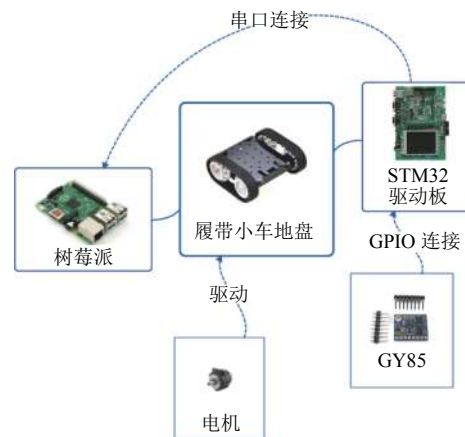 串口连接
STM32
驱动板
履带小车地盘
树莓派
GPIO 连接
驱动
GY85
电机